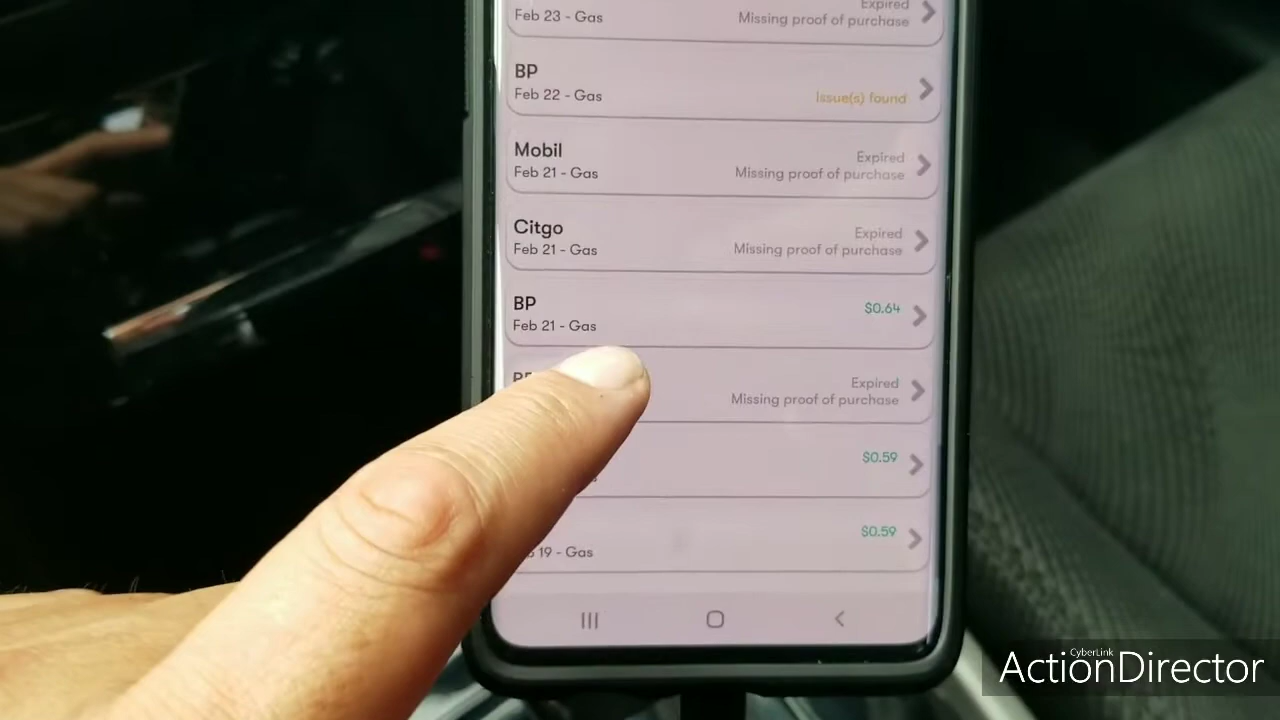 Expired
Feb 23 - Gas
Missing proof of purchase
BP
Feb 22 - Gas
Issue(s) found
Mobil
Expired
Feb 21 - Gas
Missing proof of purchase
Citgo
Expired
Feb 21 - Gas
Missing proof of purchase
BP
$0.64
Feb 21 - Gas
Expired
Missing proof of purchase
$0.59
$0.59
19 - Gas
CyberLink
ActionDirector